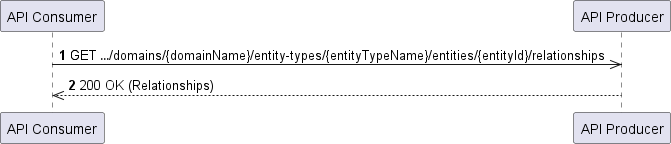 API Consumer
API Producer
1 GET .../domains/{domainName}/entity-types/{entityTypeName}/entities/{entityId}/relationships
2 200 OK (Relationships)
API Consumer
API Producer